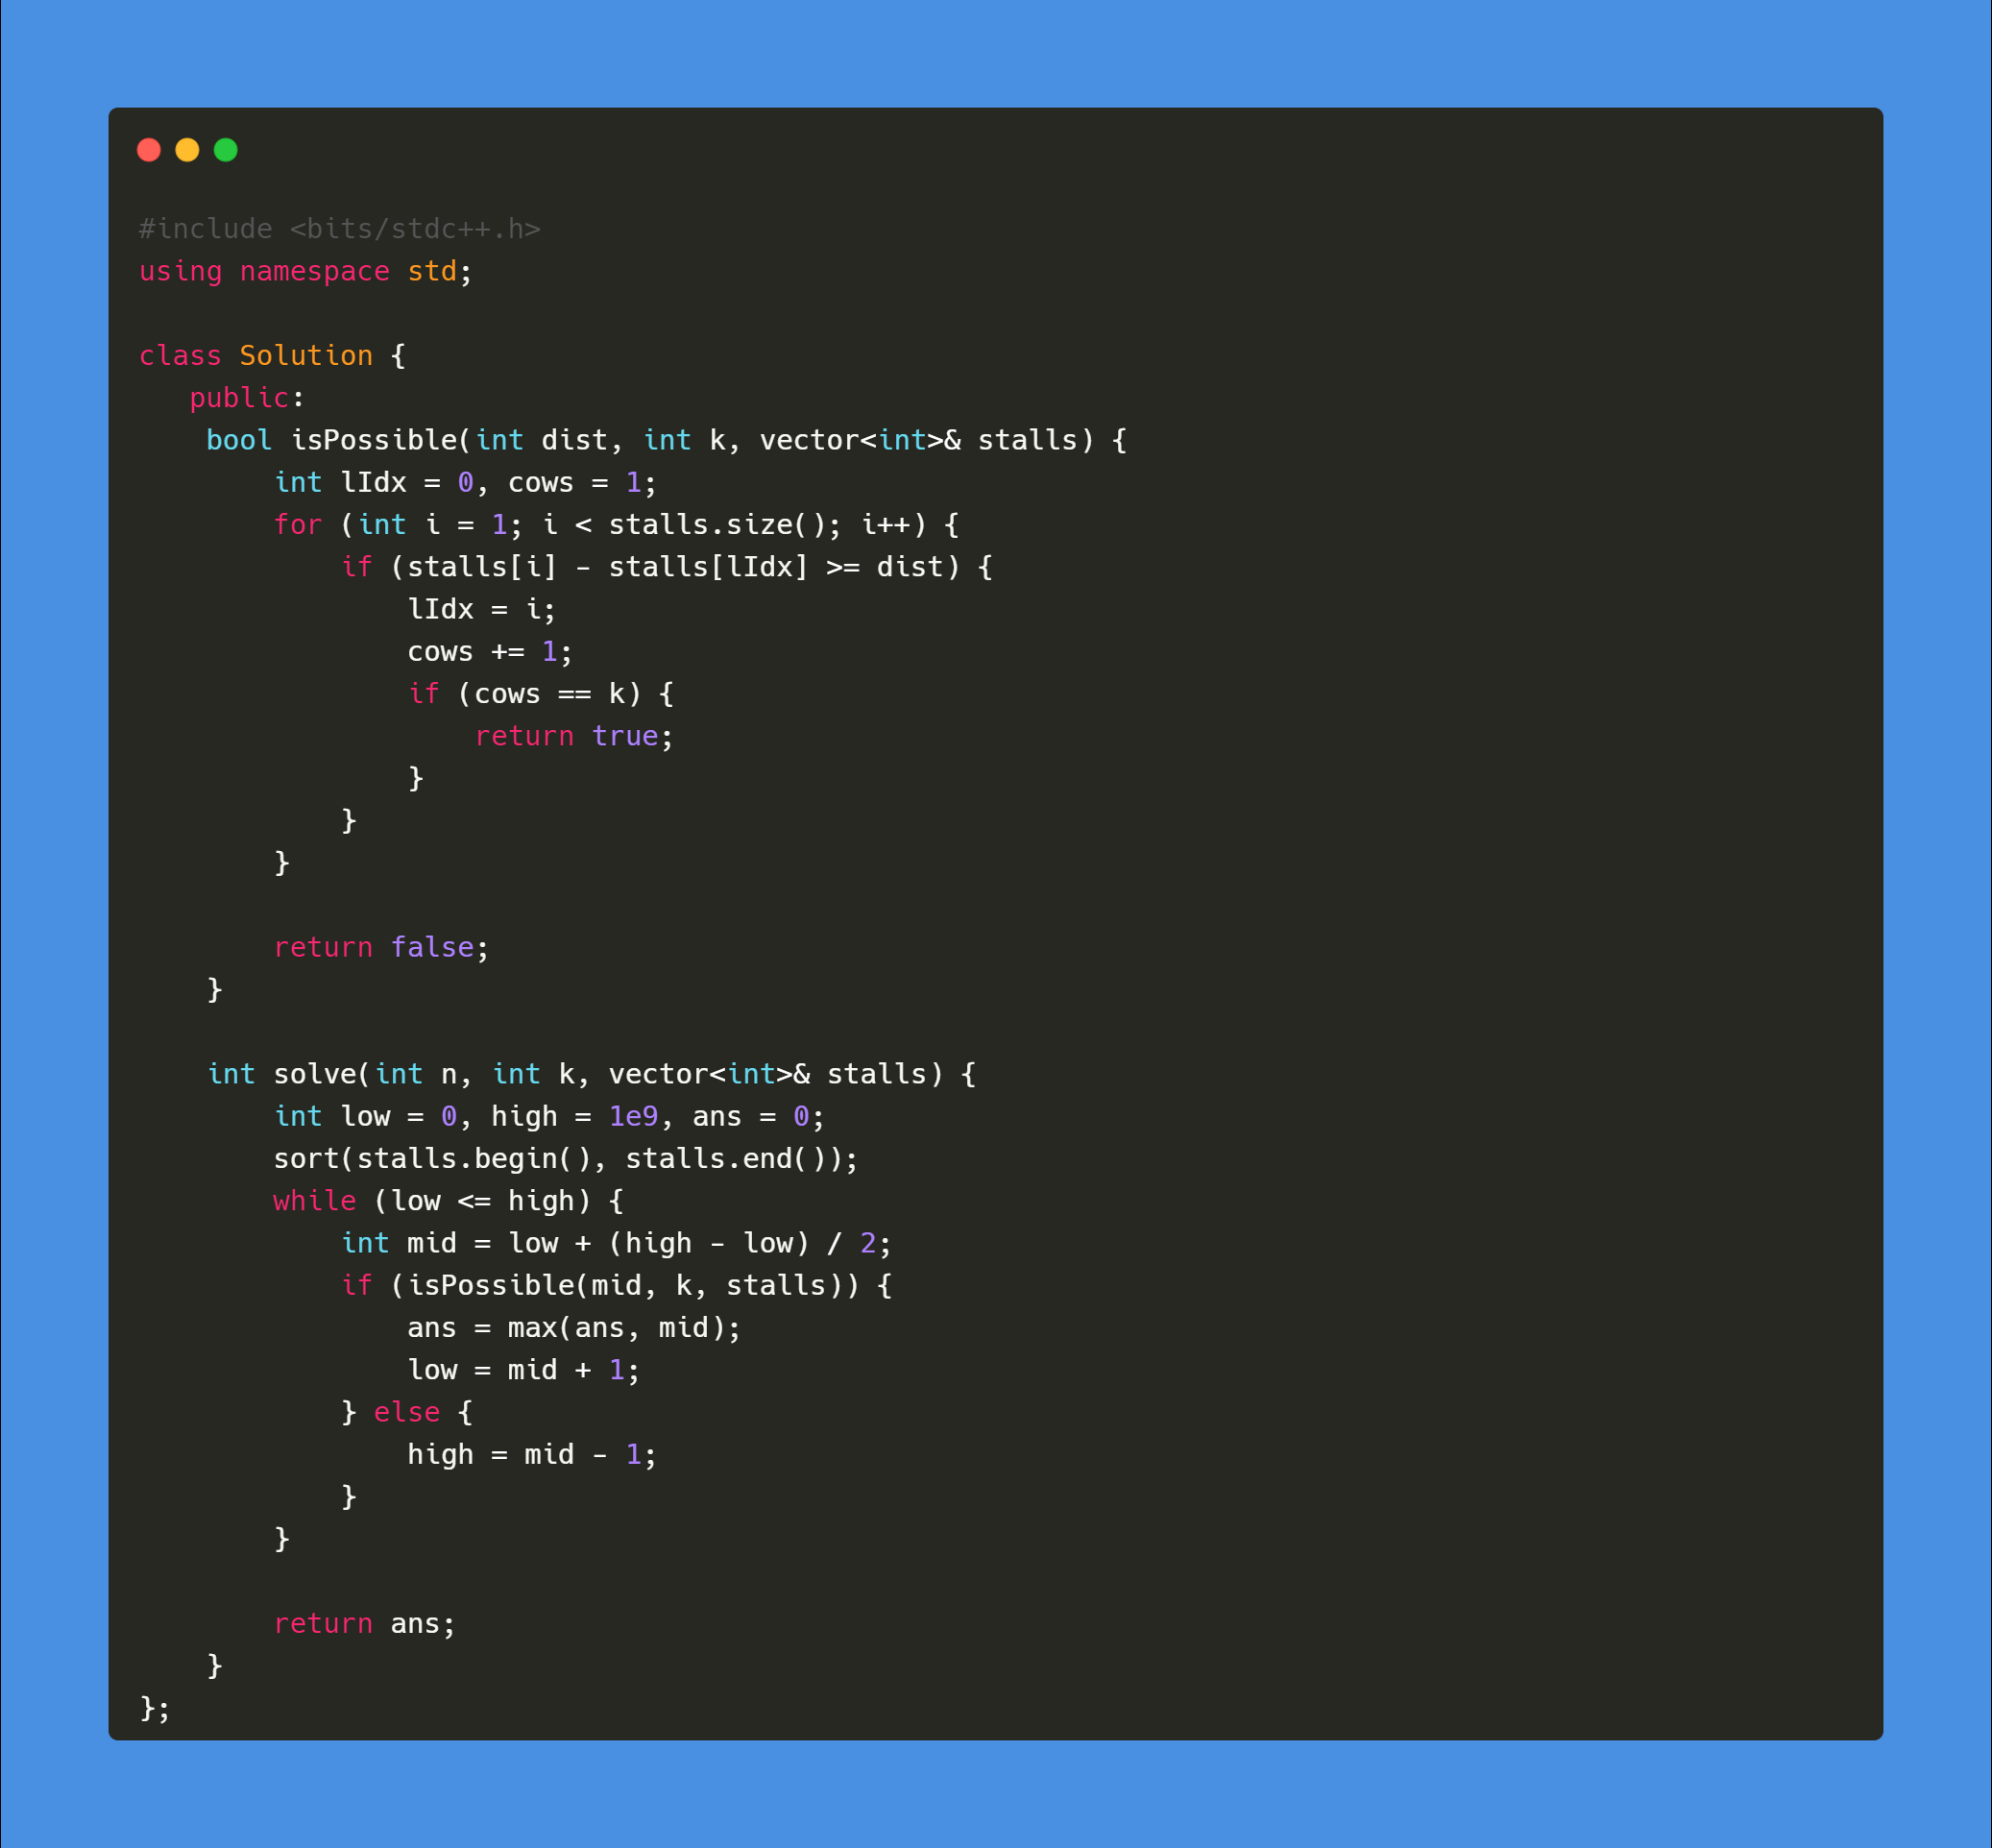 #include <bits/stdc++.h>
using namespace std;

class Solution {
   public:
    bool isPossible(int dist, int k, vector<int>& stalls) {
        int lIdx = 0, cows = 1;
        for (int i = 1; i < stalls.size(); i++) {
            if (stalls[i] - stalls[lIdx] >= dist) {
                lIdx = i;
                cows += 1;
                if (cows == k) {
                    return true;
                }
            }
        }

        return false;
    }

    int solve(int n, int k, vector<int>& stalls) {
        int low = 0, high = 1e9, ans = 0;
        sort(stalls.begin(), stalls.end());
        while (low <= high) {
            int mid = low + (high - low) / 2;
            if (isPossible(mid, k, stalls)) {
                ans = max(ans, mid);
                low = mid + 1;
            } else {
                high = mid - 1;
            }
        }

        return ans;
    }
};